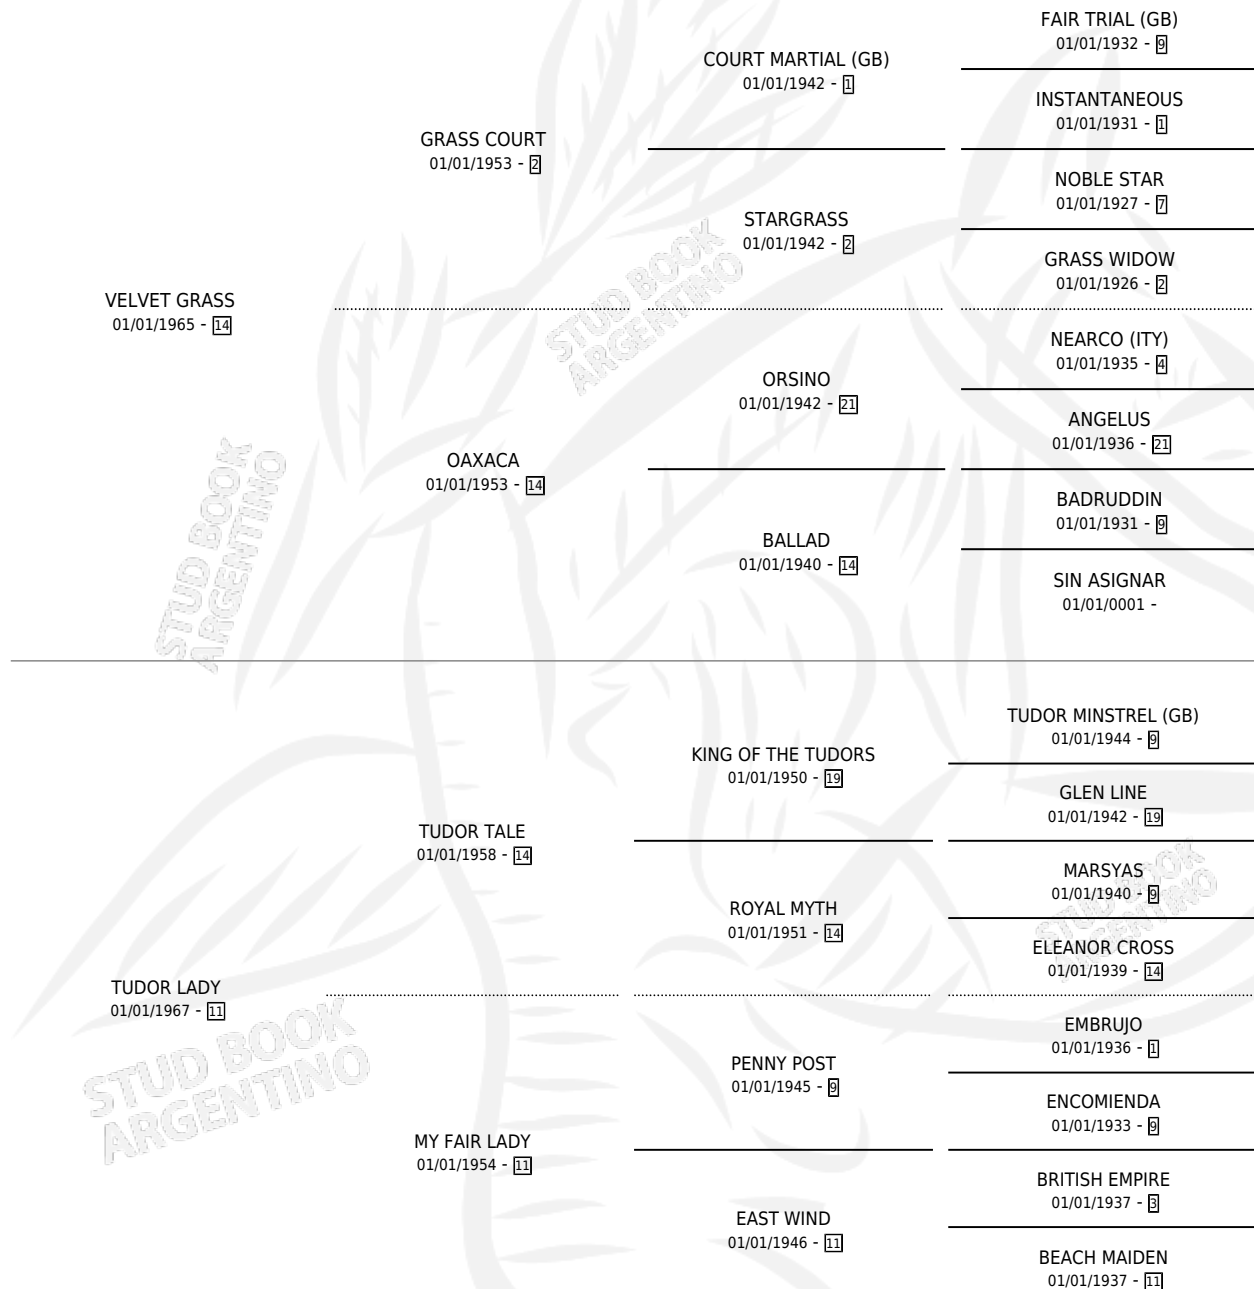 FAIR TRIAL (GB)
01/01/1932 - 9
COURT MARTIAL (GB)
01/01/1942 - 1
INSTANTANEOUS
01/01/1931 - 1
GRASS COURT
01/01/1953 - 2
NOBLE STAR
01/01/1927 - 7
STARGRASS
01/01/1942 - 2
GRASS WIDOW
01/01/1926 - 2
VELVET GRASS
01/01/1965 - 14
NEARCO (ITY)
01/01/1935 - 4
ORSINO
01/01/1942 - 21
ANGELUS
01/01/1936 - 21
OAXACA
01/01/1953 - 14
BADRUDDIN
01/01/1931 - 9
BALLAD
01/01/1940 - 14
SIN ASIGNAR
01/01/0001 -
TUDOR MINSTREL (GB)
01/01/1944 - 9
KING OF THE TUDORS
01/01/1950 - 19
GLEN LINE
01/01/1942 - 19
TUDOR TALE
01/01/1958 - 14
MARSYAS
01/01/1940 - 9
ROYAL MYTH
01/01/1951 - 14
ELEANOR CROSS
01/01/1939 - 14
TUDOR LADY
01/01/1967 - 11
EMBRUJO
01/01/1936 - 1
PENNY POST
01/01/1945 - 9
ENCOMIENDA
01/01/1933 - 9
MY FAIR LADY
01/01/1954 - 11
BRITISH EMPIRE
01/01/1937 - 3
EAST WIND
01/01/1946 - 11
BEACH MAIDEN
01/01/1937 - 11
STUD BOOK
ARGENTINO
STUD BOOK
ARGENTINO
STUD BOOK
ARGENTINO
STUD BOOK
ARGENTINO